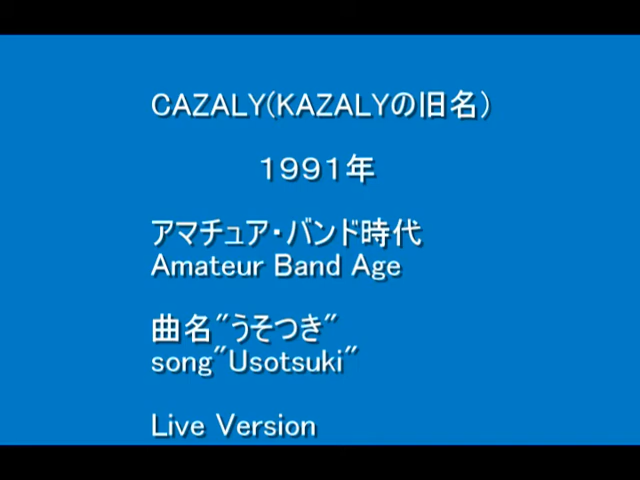 CAZALY(KAZALYの旧名)
１９９１年
アマチュア・バンド時代
Amateur Band Age
曲名"うそつき"
song"Usotsuki"
Live Version